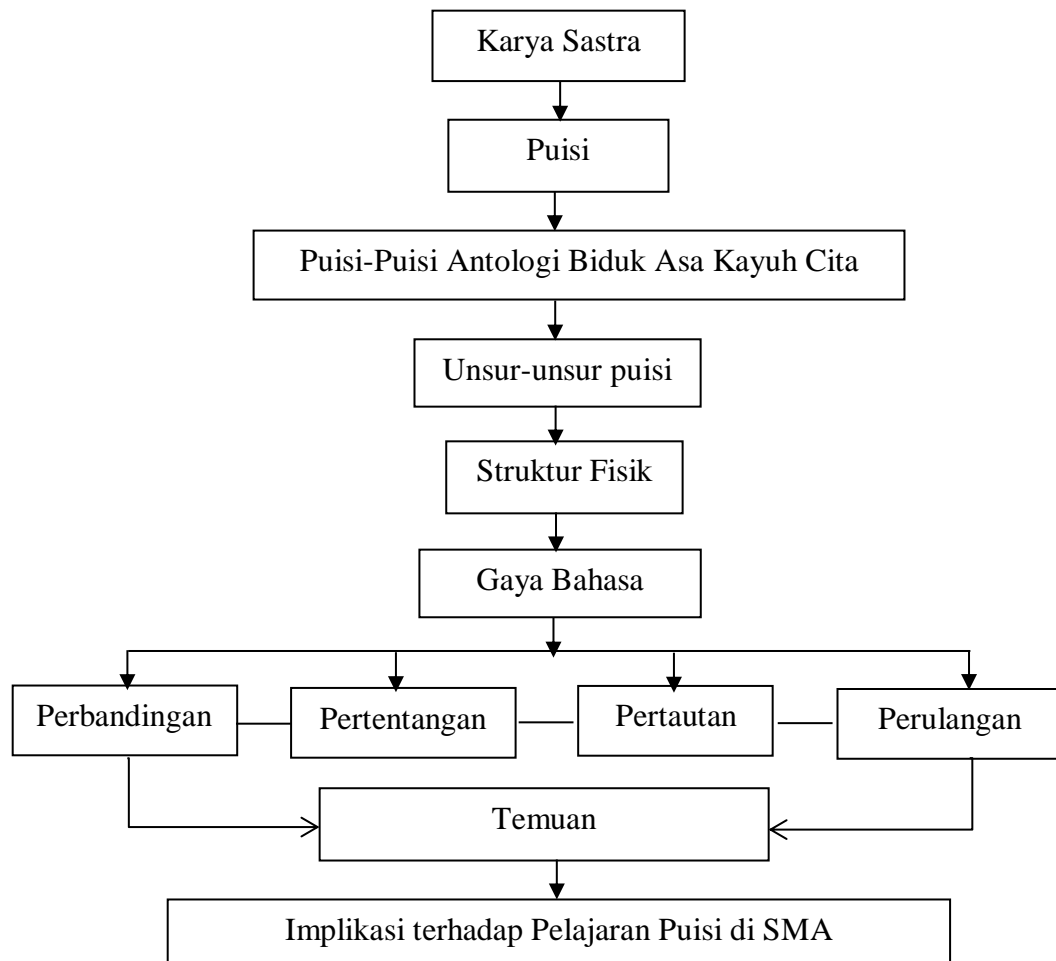 Karya Sastra
Puisi
Puisi-Puisi Antologi Biduk Asa Kayuh Cita
Unsur-unsur puisi
Struktur Fisik
Gaya Bahasa
Perbandingan
Pertentangan
Pertautan
Perulangan
Temuan
Implikasi terhadap Pelajaran Puisi di SMA